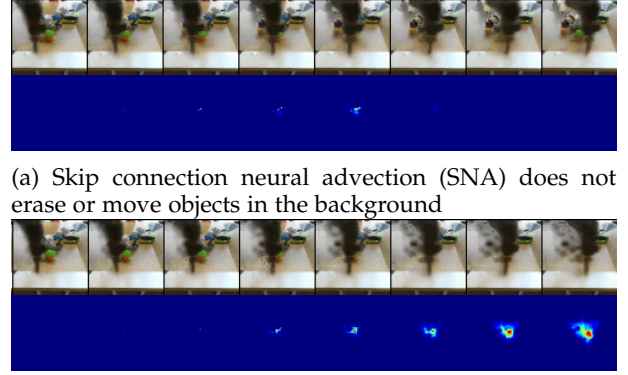 (a) Skip connection neural advection (SNA) does not
erase or move objects in the background